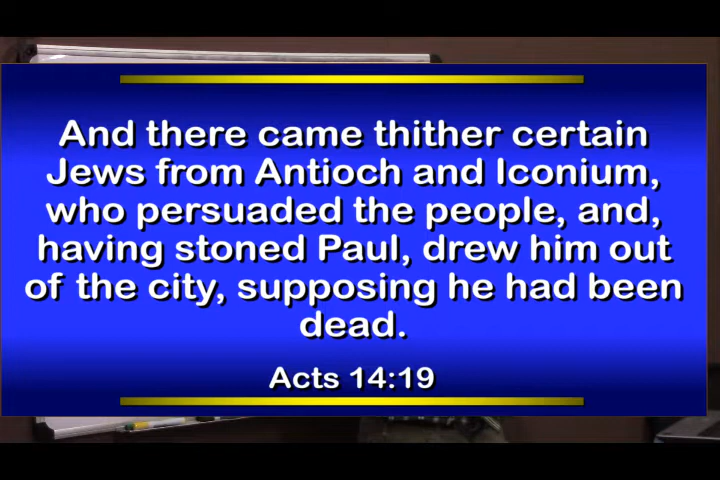 And there came thither certain
Jews from Antioch and Iconium,
who persuaded the people, and,
having stoned Paul, drew him out
of the city, supposing he had been
dead.
Acts 14:19